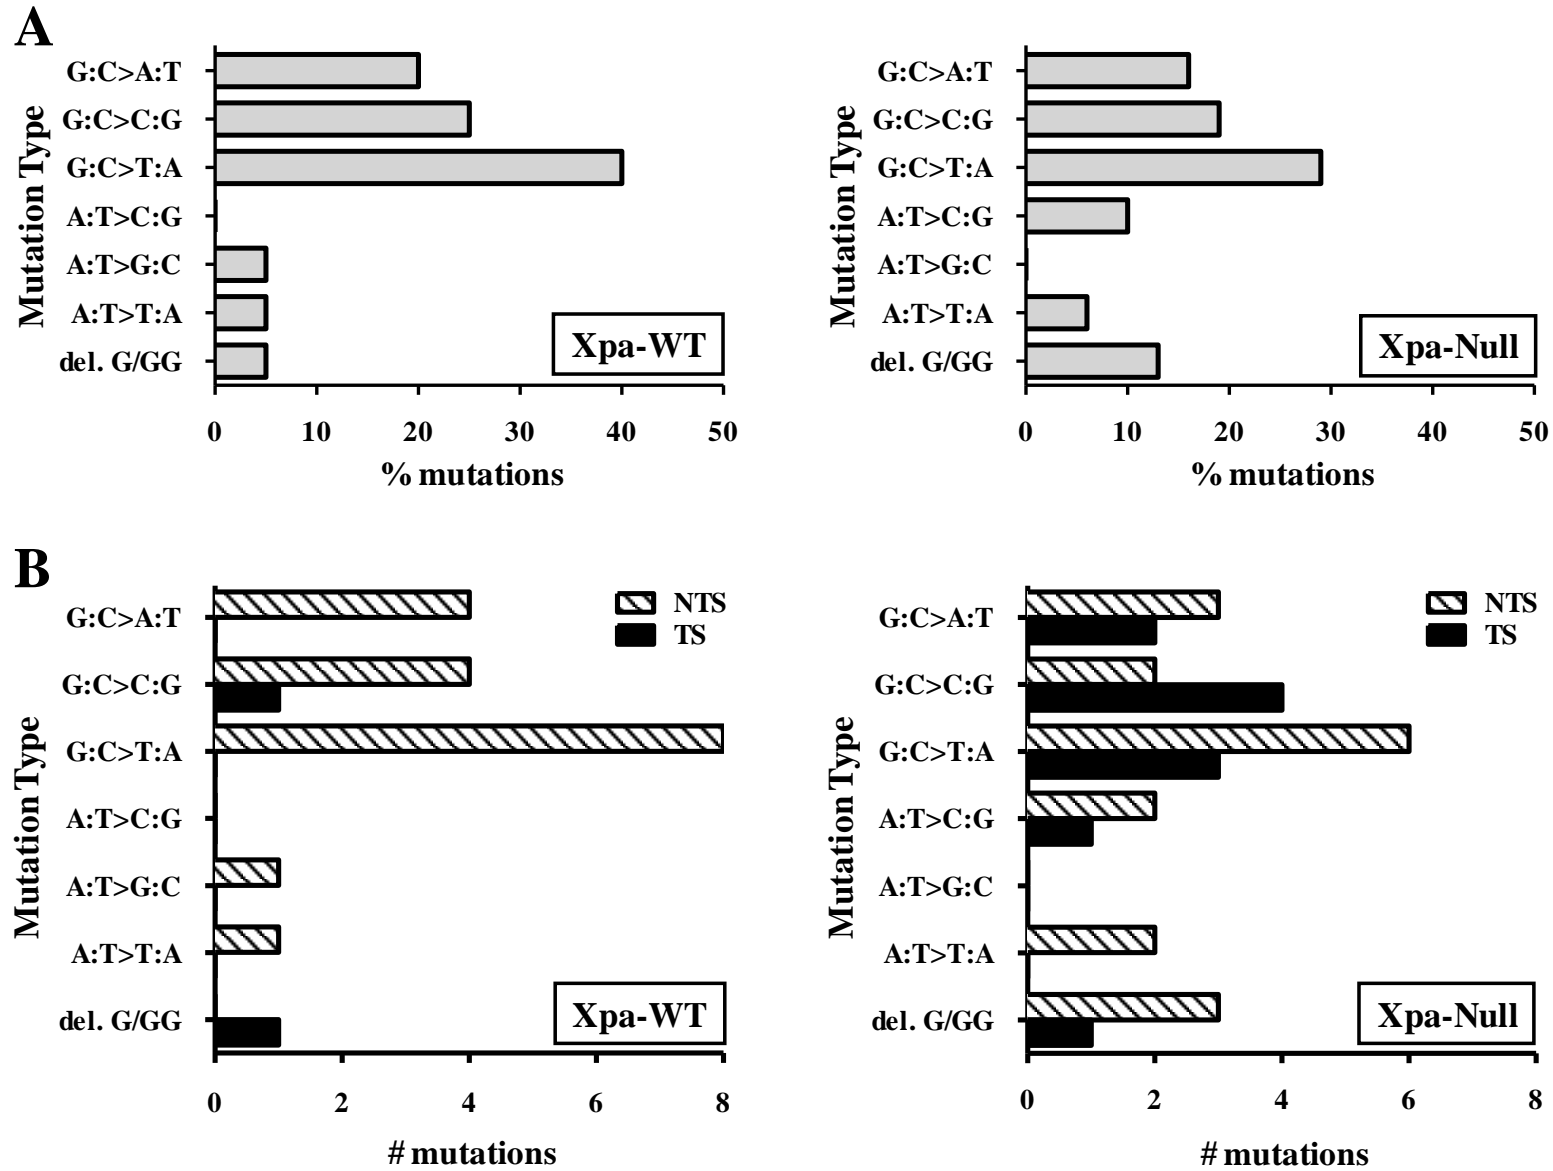 A
Mutation Type
G:C>A:T
G:C>C:G
G:C>T:A
A:T>C:G
A:T>G:C
A:T>T:A
del. G/GG
Xpa-WT
0 10 20 30 40 50
% mutations
Mutation Type
G:C>A:T
G:C>C:G
G:C>T:A
A:T>C:G
A:T>G:C
A:T>T:A
del. G/GG
Xpa-Null
0 10 20 30 40 50
% mutations
B
Mutation Type
G:C>A:T
G:C>C:G
G:C>T:A
A:T>C:G
A:T>G:C
A:T>T:A
del. G/GG
NTS
TS
Xpa-WT
0 2 4 6 8
# mutations
Mutation Type
G:C>A:T
G:C>C:G
G:C>T:A
A:T>C:G
A:T>G:C
A:T>T:A
del. G/GG
NTS
TS
Xpa-Null
0 2 4 6 8
# mutations